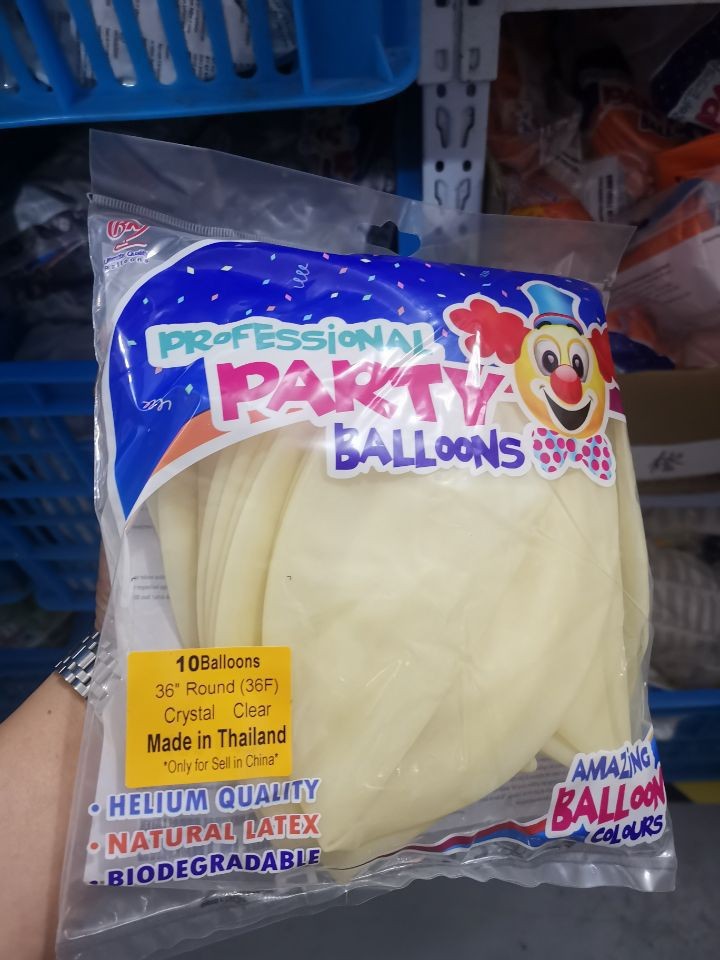 PROFESSIONAL
PARTY
BALLOONS
10Balloons
36" Round (36F)
Crystal Clear
Made in Thailand
*Only for Sell in China*
• HELIUM QUALITY
• NATURAL LATEX
• BIODEGRADABLE
AMAZING
BALLOON
COLOURS